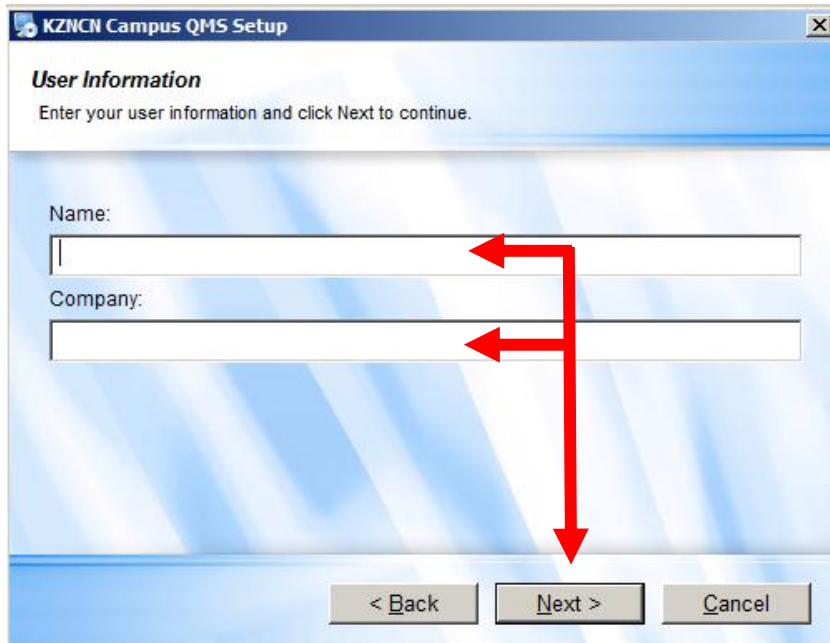 KZNCN Campus QMS Setup
User Information
Enter your user information and click Next to continue.
Name:
Company:
< Back Next > Cancel